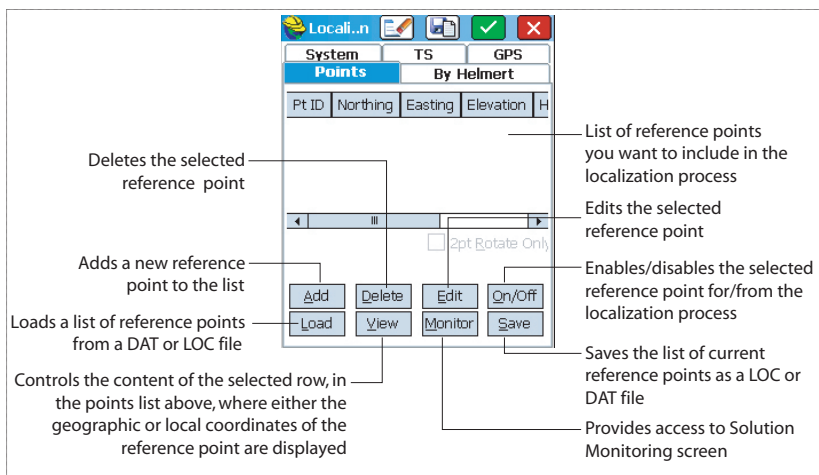 Locali..n
System TS GPS
Points By Helmert
Pt ID Northing Easting Elevation H
2pt Rotate Only
Add Delete Edit On/Off
Load View Monitor Save
Deletes the selected
reference point
Adds a new reference
point to the list
Loads a list of reference points
from a DAT or LOC file
Controls the content of the selected row, in
the points list above, where either the
geographic or local coordinates of the
reference point are displayed
List of reference points
you want to include in the
localization process
Edits the selected
reference point
Enables/disables the selected
reference point for/from the
localization process
Saves the list of current
reference points as a LOC or
DAT file
Provides access to Solution
Monitoring screen